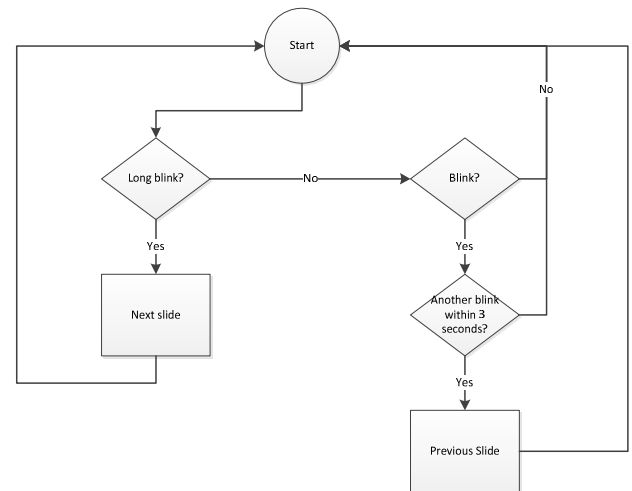 Start
No
Long blink?
No
Blink?
Yes
Yes
Next slide
Another blink
within 3
seconds?
Yes
Previous Slide